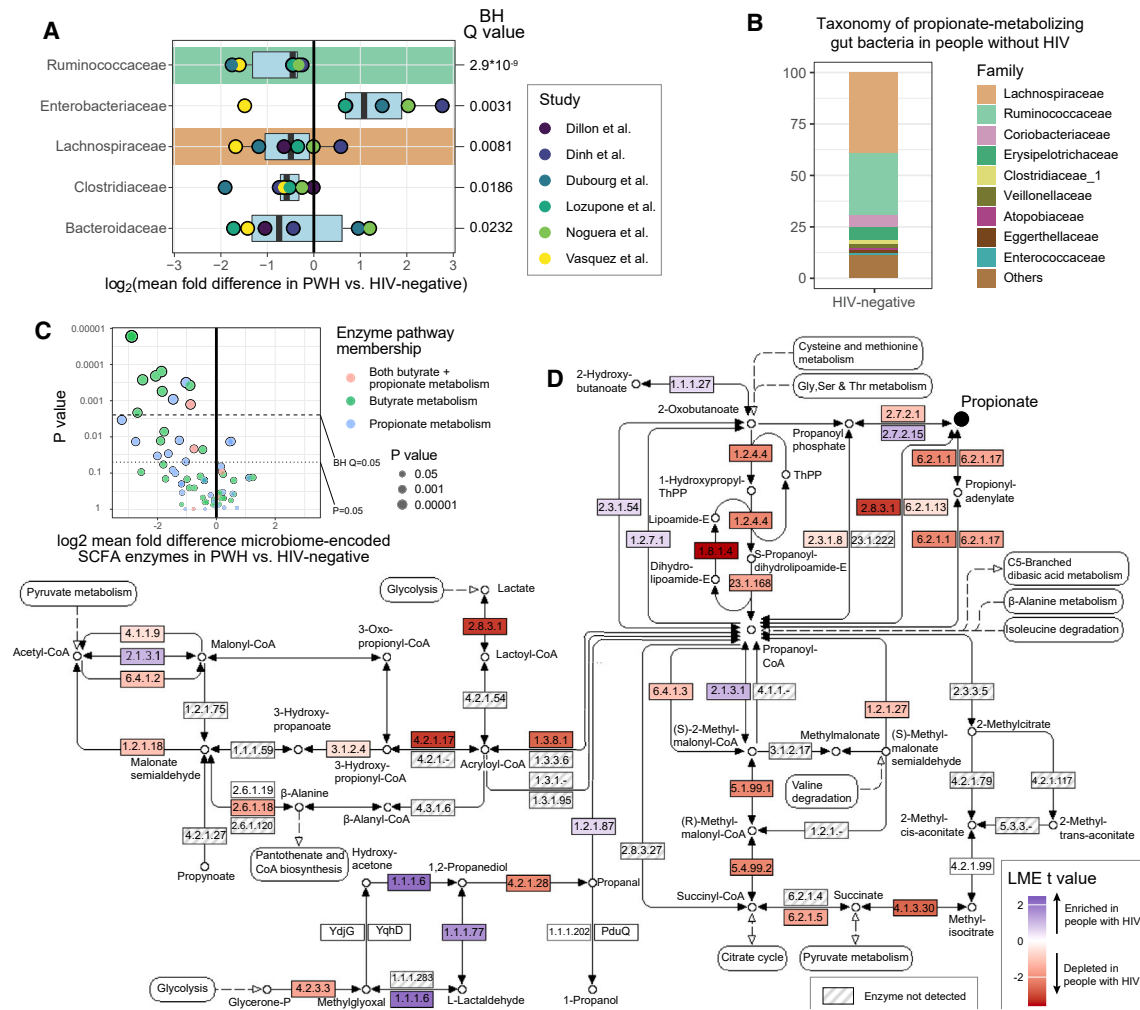 A
BH
Q value
Ruminococcaceae
2.9*10⁻⁹
Enterobacteriaceae
0.0031
Lachnospiraceae
0.0081
Clostridiaceae
0.0186
Bacteroidaceae
0.0232
−3 −2 −1 0 1 2 3
log₂(mean fold difference in PWH vs. HIV-negative)
Study
Dillon et al.
Dinh et al.
Dubourg et al.
Lozupone et al.
Noguera et al.
Vasquez et al.
B
Taxonomy of propionate-metabolizing
gut bacteria in people without HIV
100
75
50
25
0
HIV-negative
Family
Lachnospiraceae
Ruminococcaceae
Coriobacteriaceae
Erysipelotrichaceae
Clostridiaceae_1
Veillonellaceae
Atopobiaceae
Eggerthellaceae
Enterococcaceae
Others
C
0.00001
0.0001
0.001
0.01
0.1
1
P value
-2 0 2
log2 mean fold difference microbiome-encoded
SCFA enzymes in PWH vs. HIV-negative
BH Q=0.05
P=0.05
Enzyme pathway
membership
Both butyrate +
propionate metabolism
Butyrate metabolism
Propionate metabolism
P value
0.05
0.001
0.00001
D
Cysteine and methionine
metabolism
Gly,Ser & Thr metabolism
2-Hydroxy-
butanoate
1.1.1.27
2-Oxobutanoate
Propanoyl
phosphate
2.7.2.1
2.7.2.15
Propionate
1.2.4.4
ThPP
1-Hydroxypropyl-
ThPP
6.2.1.1
6.2.1.17
Propionyl-
adenylate
2.3.1.54
1.2.7.1
Lipoamide-E
1.2.4.4
1.8.1.4
Dihydro-
lipoamide-E
S-Propanoyl-
dihydrolipoamide-E
23.1.168
2.8.3.1
6.2.1.13
2.3.1.8
23.1.222
6.2.1.1
6.2.1.17
C5-Branched
dibasic acid metabolism
β-Alanine metabolism
Isoleucine degradation
Propanoyl-
CoA
Pyruvate metabolism
Glycolysis
Lactate
2.8.3.1
Lactoyl-CoA
4.2.1.54
Acetyl-CoA
4.1.1.9
2.1.3.1
6.4.1.2
Malonyl-CoA
3-Oxo-
propionyl-CoA
1.2.1.75
1.2.1.18
Malonate
semialdehyde
1.1.1.59
3-Hydroxy-
propanoate
3.1.2.4
3-Hydroxy-
propionyl-CoA
4.2.1.17
4.2.1.-
Acryloyl-CoA
1.3.8.1
1.3.3.6
1.3.1.-
1.3.1.95
2.6.1.19
2.6.1.18
2.6.1.120
β-Alanine
β-Alanyl-CoA
4.3.1.6
4.2.1.27
Propynoate
Pantothenate and
CoA biosynthesis
6.4.1.3
2.1.3.1
4.1.1.-
1.2.1.27
2.3.3.5
(S)-2-Methyl-
malonyl-CoA
3.1.2.17
Methylmalonate
(S)-Methyl-
malonate
semialdehyde
2-Methylcitrate
Valine
degradation
5.1.99.1
4.2.1.79
4.2.1.117
(R)-Methyl-
malonyl-CoA
1.2.1.-
2-Methyl-
cis-aconitate
5.3.3.-
2-Methyl-
trans-aconitate
1.2.1.87
2.8.3.27
5.4.99.2
4.2.1.99
Succinyl-CoA
6.2.1.4
6.2.1.5
Succinate
4.1.3.30
Methyl-
isocitrate
Citrate cycle
Pyruvate metabolism
Hydroxy-
acetone
1.1.1.6
1,2-Propanediol
4.2.1.28
Propanal
YdjG
YqhD
1.1.1.77
1.1.1.202
PduQ
Glycolysis
Glycerone-P
4.2.3.3
Methylglyoxal
1.1.1.283
1.1.1.6
L-Lactaldehyde
1-Propanol
Enzyme not detected
LME t value
2
0
-2
Enriched in
people with HIV
Depleted in
people with HIV